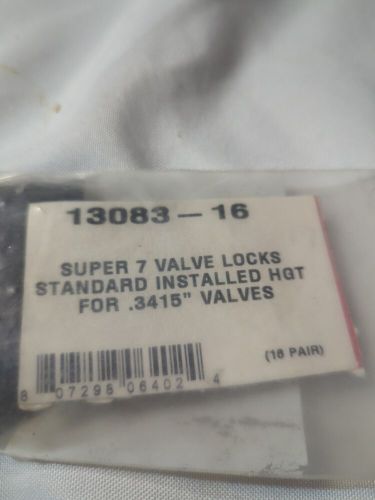 13083-16
SUPER 7 VALVE LOCKS
STANDARD INSTALLED HGT
FOR .3415" VALVES
(16 PAIR)
8 07298 06402 4